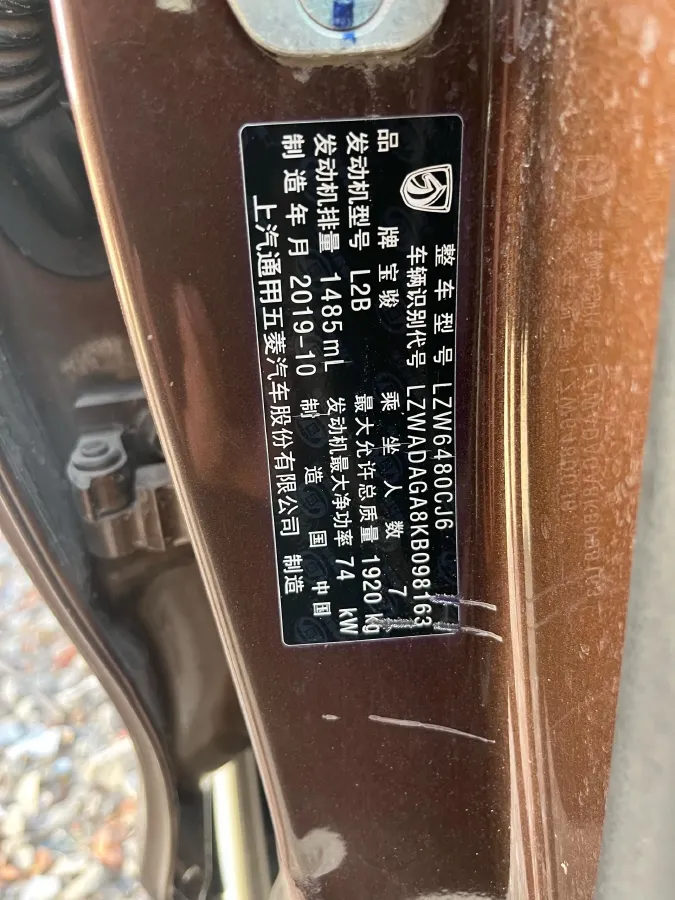 整车型号 LZW6480CJ6
车辆识别代号 LZWADAGA8KB098163
品牌 宝骏 乘坐人数 7
发动机型号 L2B 最大允许总质量 1920 kg
发动机排量 1485 mL 发动机最大净功率 74 kW
制造年月 2019-10 制造国 中国
上汽通用五菱汽车股份有限公司 制造